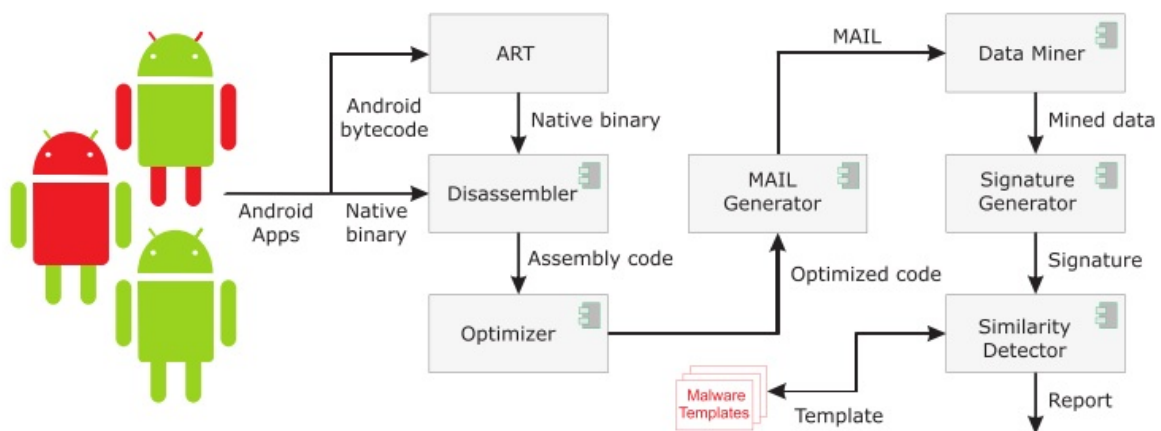 ART
Android
bytecode
Native binary
Android
Apps
Native
binary
Disassembler
Assembly code
Optimizer
Optimized code
MAIL
Generator
MAIL
Data Miner
Mined data
Signature
Generator
Signature
Similarity
Detector
Malware
Templates
Template
Report